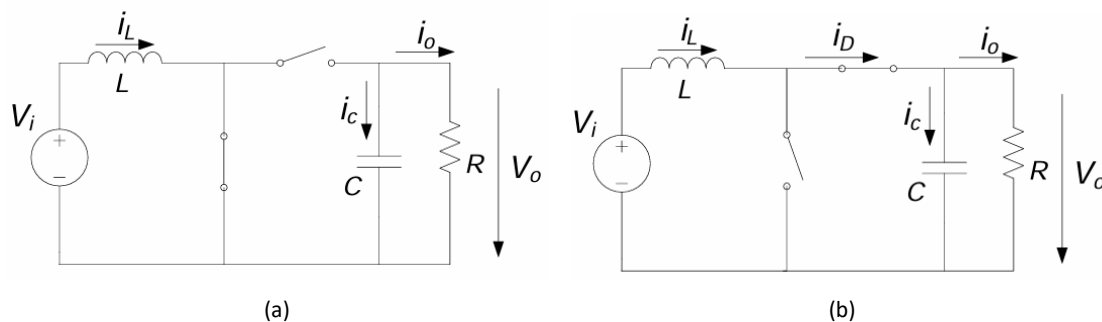 i_L
i_o
L
V_i
i_c
C
R
V_o
+
−
(a)
i_L
i_D
i_o
L
V_i
i_c
C
R
V_o
+
−
(b)